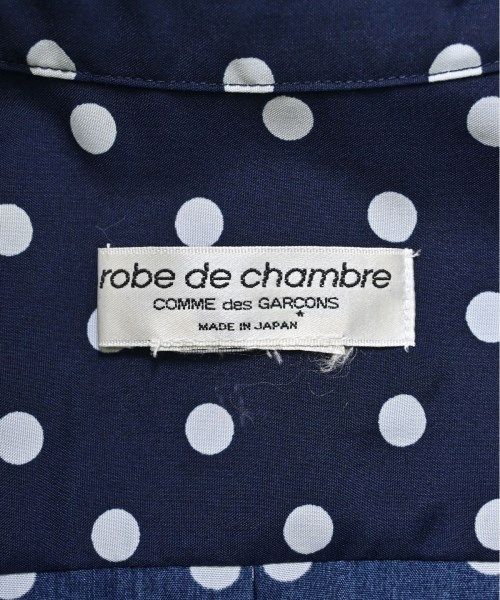 robe de chambre
COMME des GARÇONS
MADE IN JAPAN